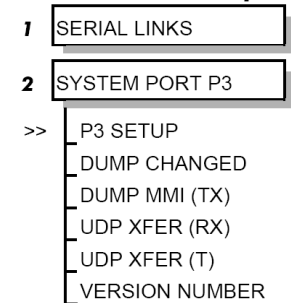 1 SERIAL LINKS
2 SYSTEM PORT P3
>> P3 SETUP
DUMP CHANGED
DUMP MMI (TX)
UDP XFER (RX)
UDP XFER (T)
VERSION NUMBER